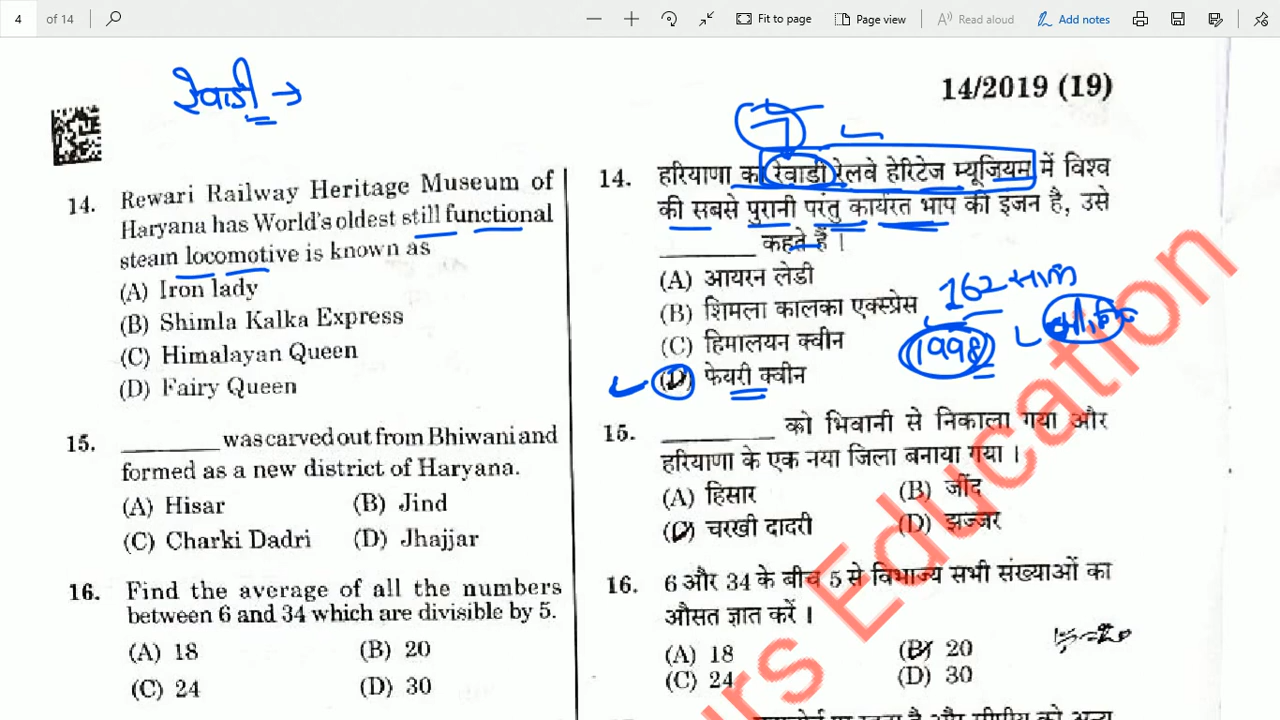 4 of 14
Fit to page
Page view
Read aloud
Add notes
रेवाडी →
14/2019 (19)
14. Rewari Railway Heritage Museum of
Haryana has World's oldest still functional
steam locomotive is known as
(A) Iron lady
(B) Shimla Kalka Express
(C) Himalayan Queen
(D) Fairy Queen
15. ________ was carved out from Bhiwani and
formed as a new district of Haryana.
(A) Hisar (B) Jind
(C) Charki Dadri (D) Jhajjar
16. Find the average of all the numbers
between 6 and 34 which are divisible by 5.
(A) 18 (B) 20
(C) 24 (D) 30
14. हरियाणा का रेवाडी रेलवे हेरिटेज म्यूजियम में विश्व
की सबसे पुरानी परंतु कार्यरत भाप की इजन है, उसे
________ कहते हैं ।
(A) आयरन लेडी
(B) शिमला कालका एक्स्प्रेस
162 साल
(C) हिमालयन क्वीन
1998
(D) फेयरी क्वीन
15. ________ को भिवानी से निकाला गया और
हरियाणा के एक नया जिला बनाया गया ।
(A) हिसार (B) जींद
(C) चरखी दादरी (D) झज्जर
16. 6 और 34 के बीच 5 से विभाज्य सभी संख्याओं का
औसत ज्ञात करें ।
(A) 18 (B) 20
(C) 24 (D) 30
urs Education